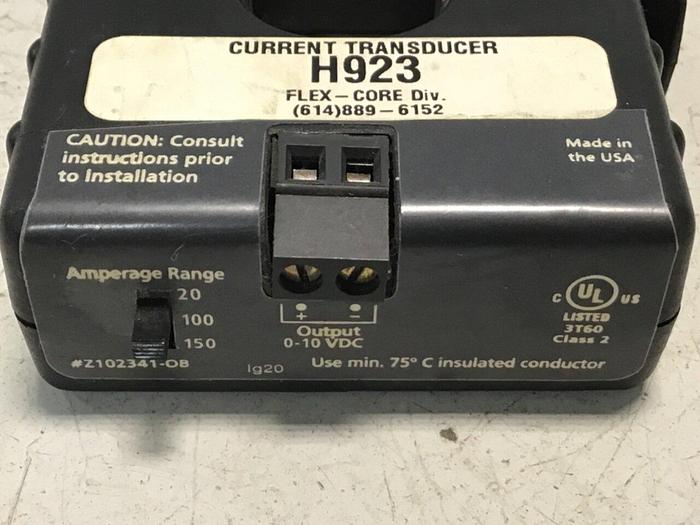 CURRENT TRANSDUCER
H923
FLEX-CORE Div.
(614)889-6152
CAUTION: Consult
instructions prior
to installation
Made in
the USA
Amperage Range
20
100
150
#Z102341-OB
+ -
Output
0-10 VDC
lg20
Use min. 75° C insulated conductor
C UL US
LISTED
3T60
Class 2